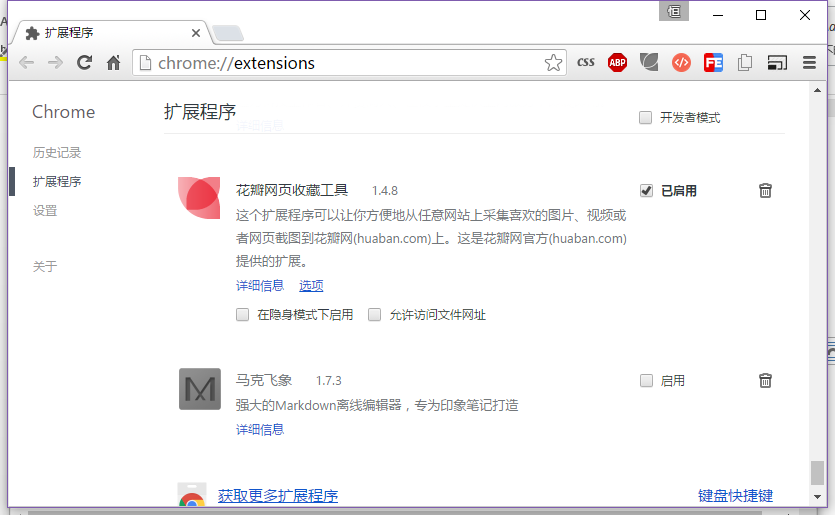 扩展程序
chrome://extensions
css
ABP
FE
Chrome
扩展程序
开发者模式
历史记录
扩展程序
设置
关于
花瓣网页收藏工具 1.4.8
已启用
这个扩展程序可以让你方便地从任意网站上采集喜欢的图片、视频或
者网页截图到花瓣网(huaban.com)上。这是花瓣网官方(huaban.com)
提供的扩展。
详细信息 选项
在隐身模式下启用 允许访问文件网址
马克飞象 1.7.3
启用
强大的Markdown离线编辑器，专为印象笔记打造
详细信息
获取更多扩展程序
键盘快捷键